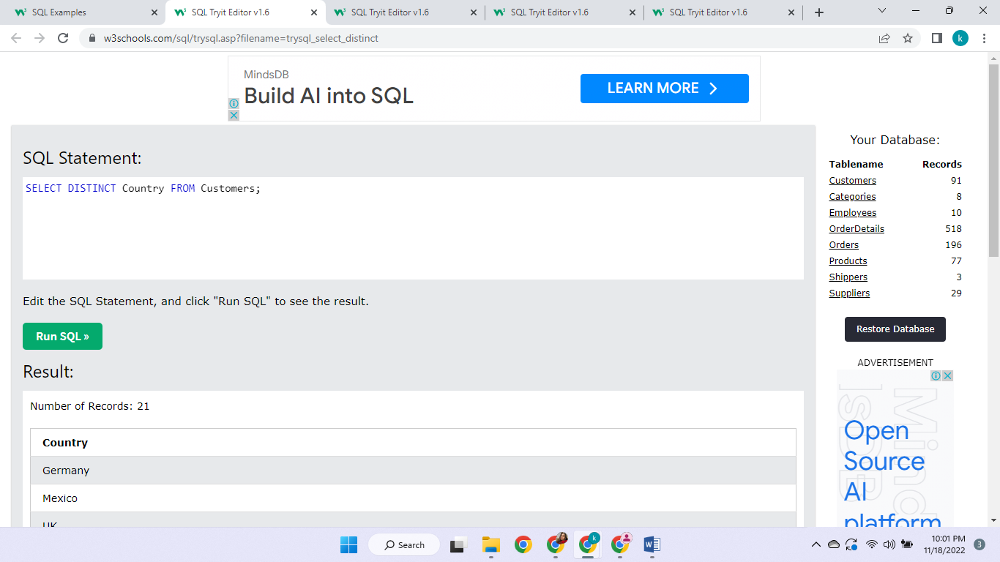 SQL Examples
SQL Tryit Editor v1.6
SQL Tryit Editor v1.6
SQL Tryit Editor v1.6
SQL Tryit Editor v1.6
w3schools.com/sql/trysql.asp?filename=trysql_select_distinct
k
MindsDB
Build AI into SQL
LEARN MORE
SQL Statement:
SELECT DISTINCT Country FROM Customers;
Edit the SQL Statement, and click "Run SQL" to see the result.
Run SQL »
Result:
Number of Records: 21
Country
Germany
Mexico
UK
Your Database:
Tablename Records
Customers 91
Categories 8
Employees 10
OrderDetails 518
Orders 196
Products 77
Shippers 3
Suppliers 29
Restore Database
ADVERTISEMENT
MindsDB
Open
Source
AI
platform
Search
k
10:01 PM
11/18/2022
3